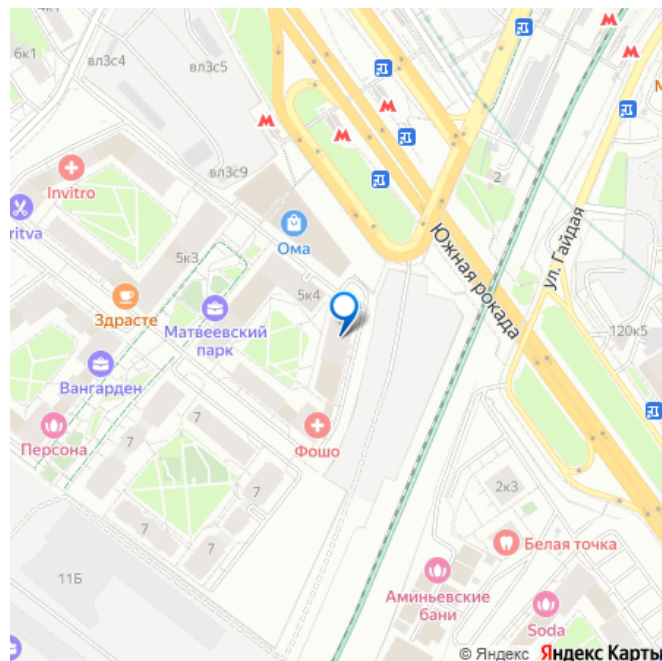 4к1
6к1
вл3с4
вл3с5
М
вл3с9
2
Invitro
ritva
Ома
Южная рокада
ул. Гайдая
5к3
5к4
Здрасте
Матвеевский
парк
120к5
Вангарден
Персона
Фошо
7
7
7
7
7
2к3
Белая точка
11Б
Аминьевские
бани
Soda
© Яндекс Яндекс Карты